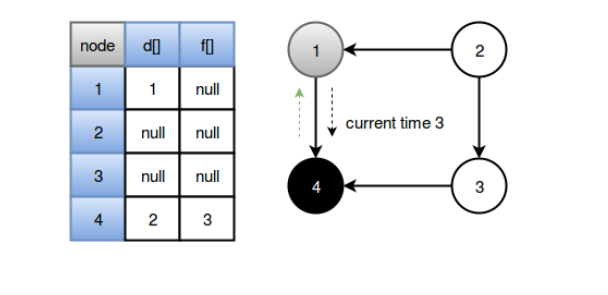 node d[] f[]
1 1 null
2 null null
3 null null
4 2 3
1 2
current time 3
4 3